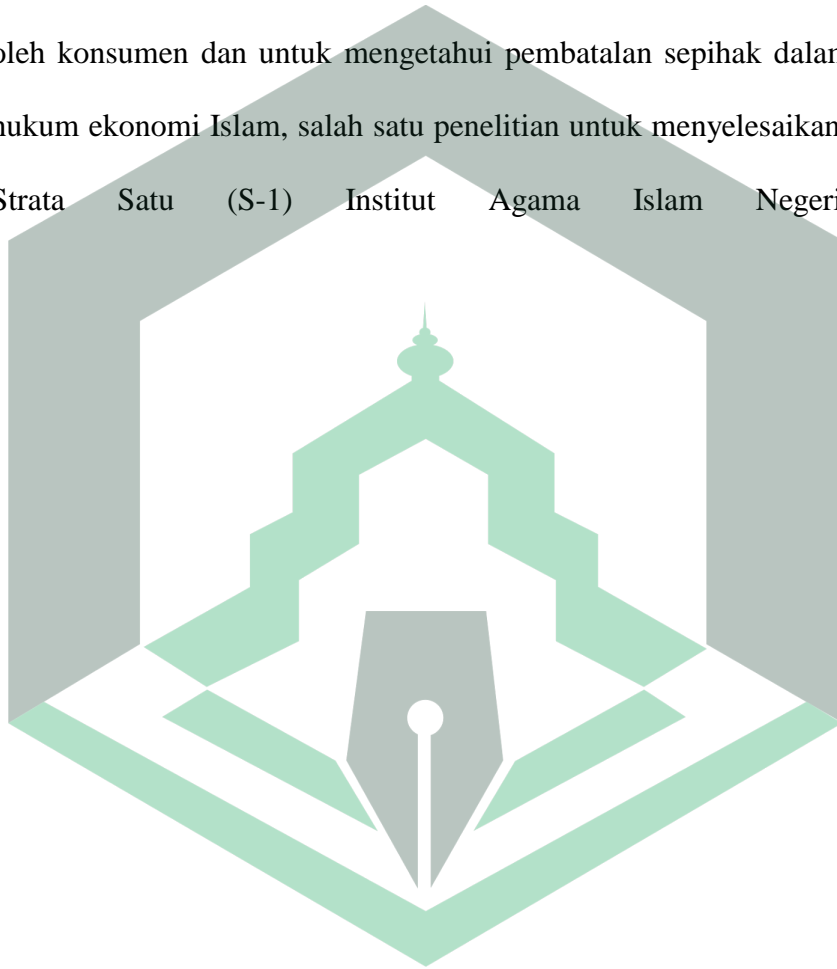 oleh konsumen dan untuk mengetahui pembatalan sepihak dalam
hukum ekonomi Islam, salah satu penelitian untuk menyelesaikan
Strata Satu (S-1) Institut Agama Islam Negeri